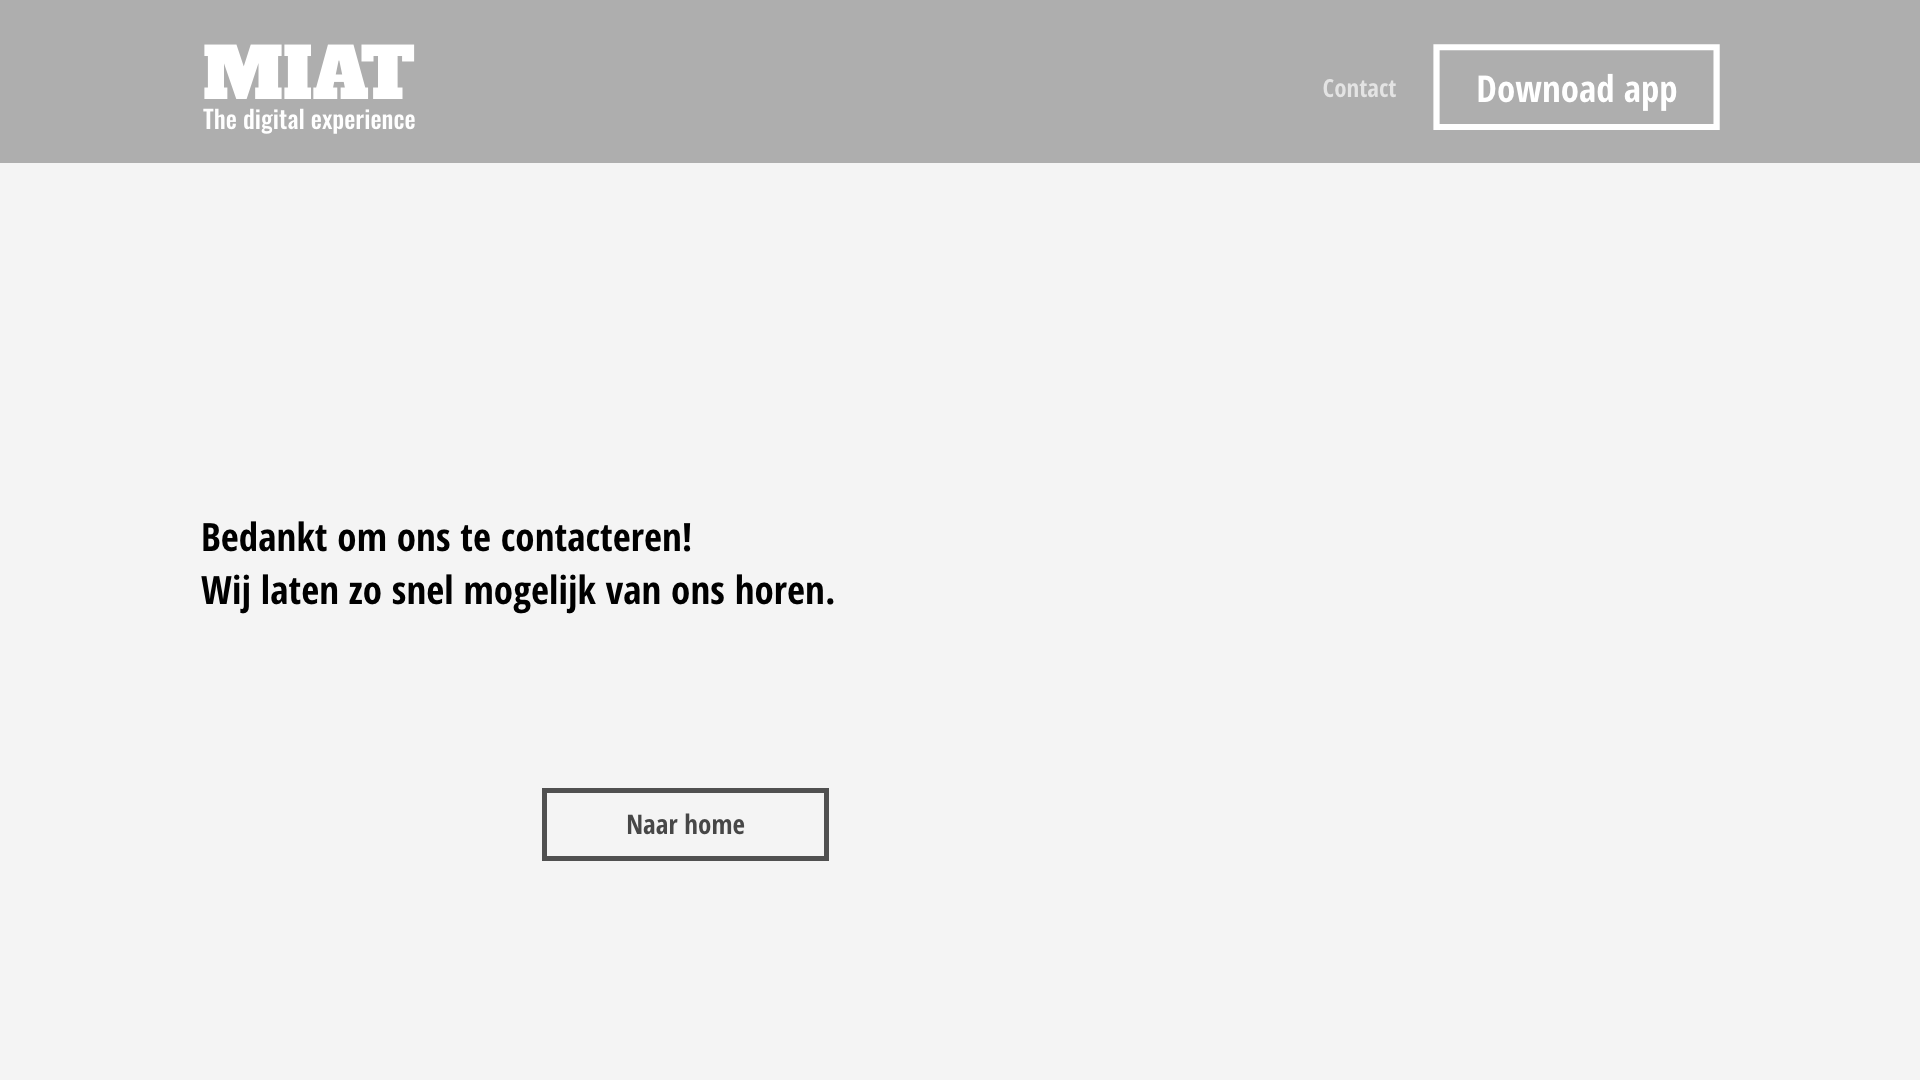 MIAT
The digital experience
Contact
Downoad app
Bedankt om ons te contacteren!
Wij laten zo snel mogelijk van ons horen.
Naar home